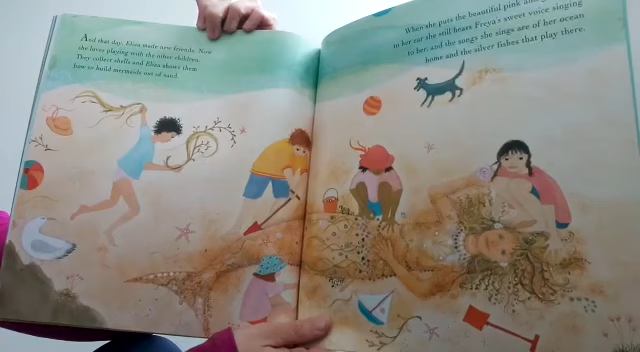 And that day, Eliza made new friends. Now
she loves playing with the other children.
They collect shells and Eliza shows them
how to build mermaids out of sand.
When she puts the beautiful pink and
to her ear she still hears Freya's sweet voice singing
to her, and the songs she sings are of her ocean
home and the silver fishes that play there.